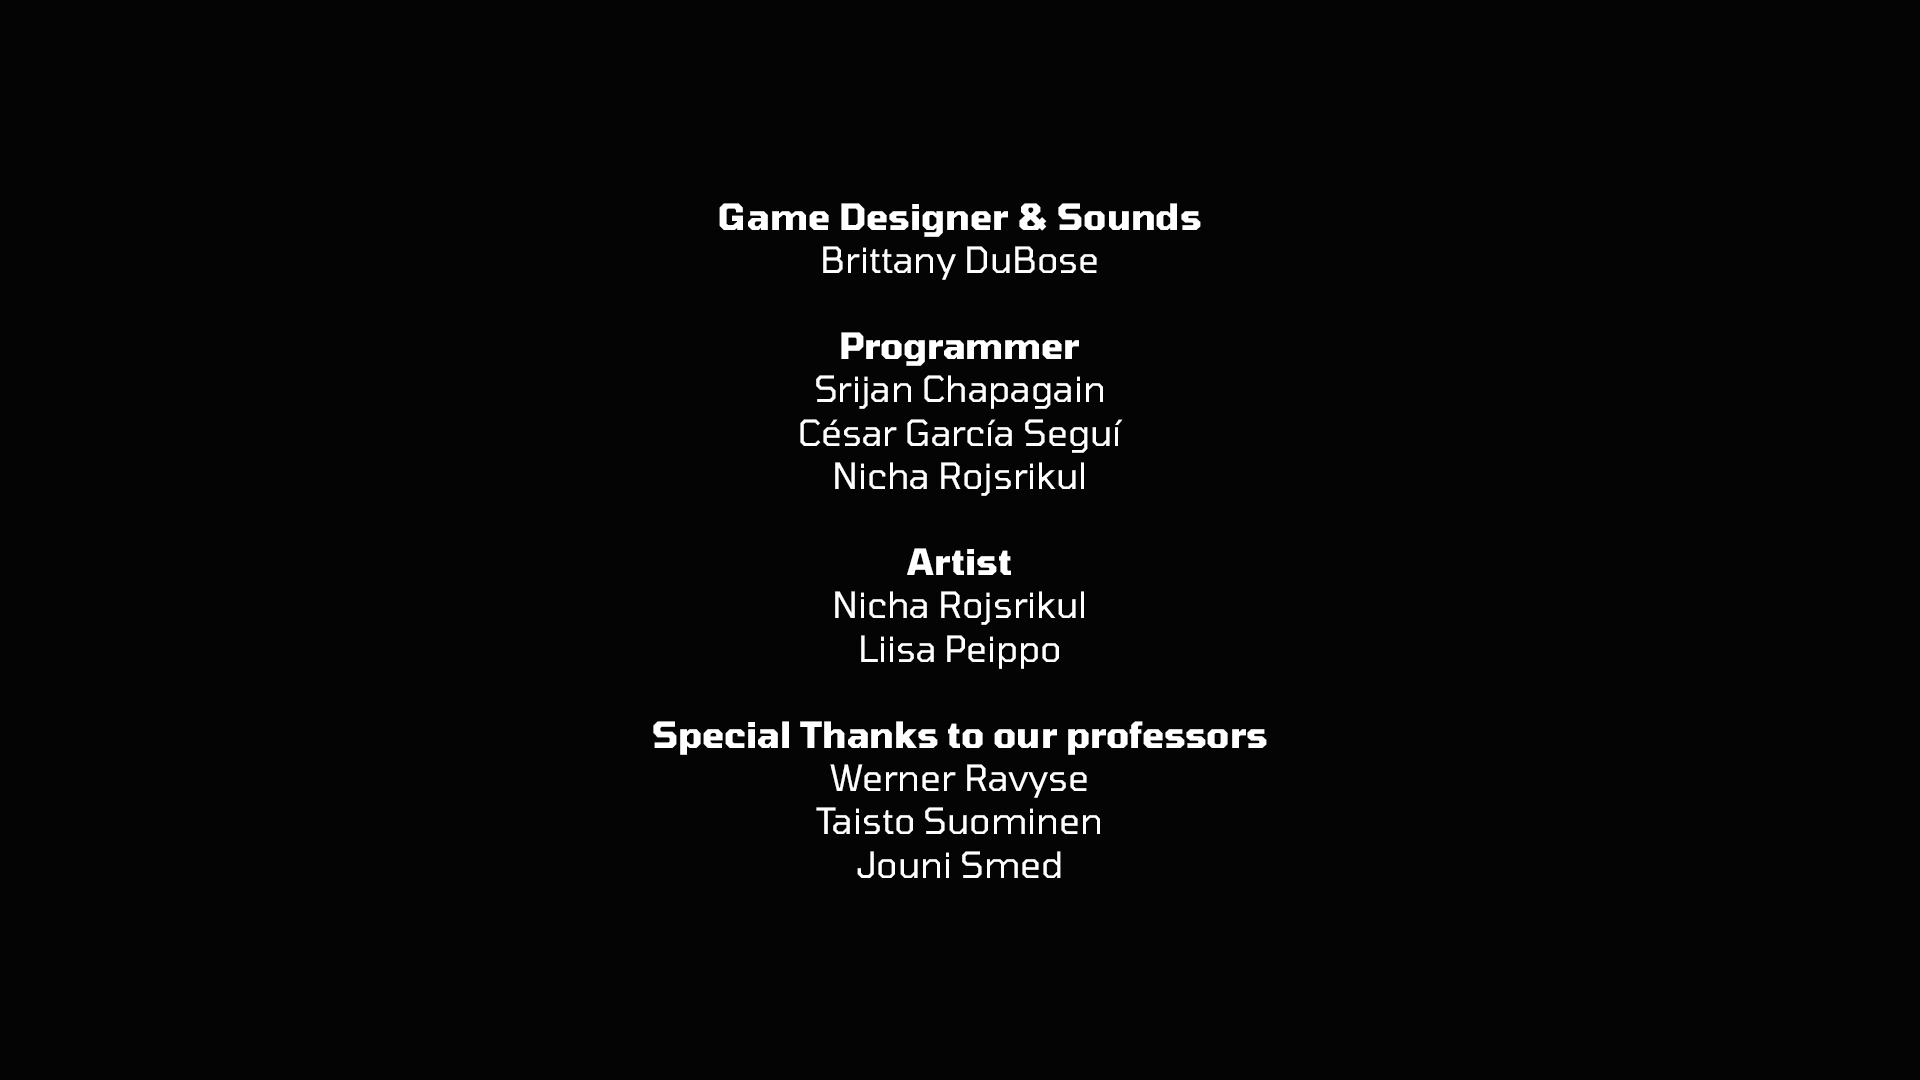 Game Designer & Sounds
Brittany DuBose
Programmer
Srijan Chapagain
César García Seguí
Nicha Rojsrikul
Artist
Nicha Rojsrikul
Liisa Peippo
Special Thanks to our professors
Werner Ravyse
Taisto Suominen
Jouni Smed